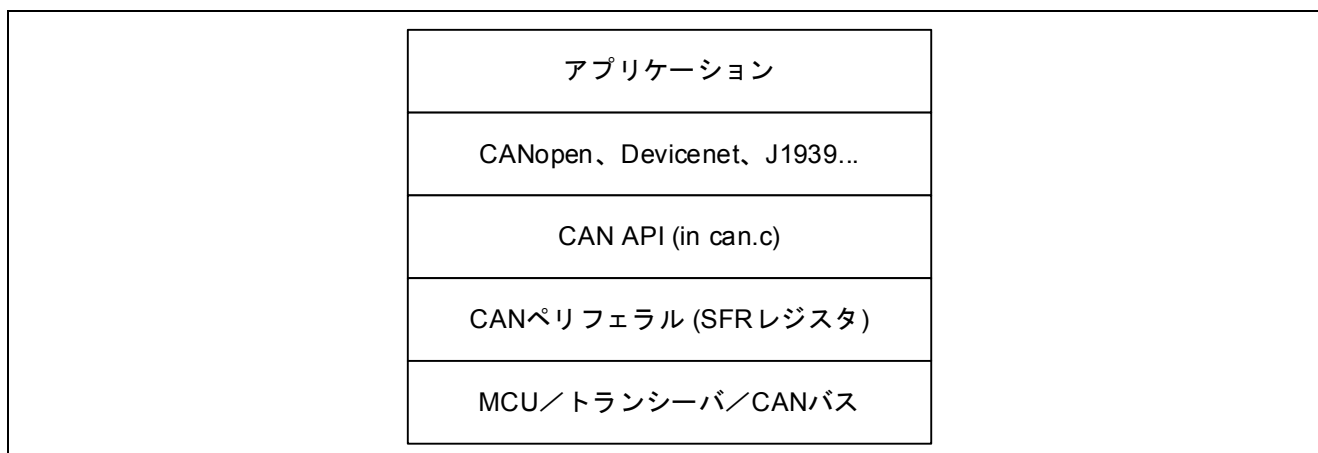 アプリケーション
CANopen、Devicenet、J1939...
CAN API (in can.c)
CANペリフェラル (SFRレジスタ)
MCU／トランシーバ／CANバス